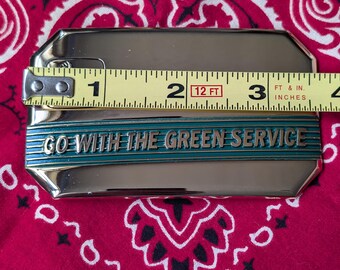 1 2 12 FT 3 FT & IN INCHES 4
GO WITH THE GREEN SERVICE